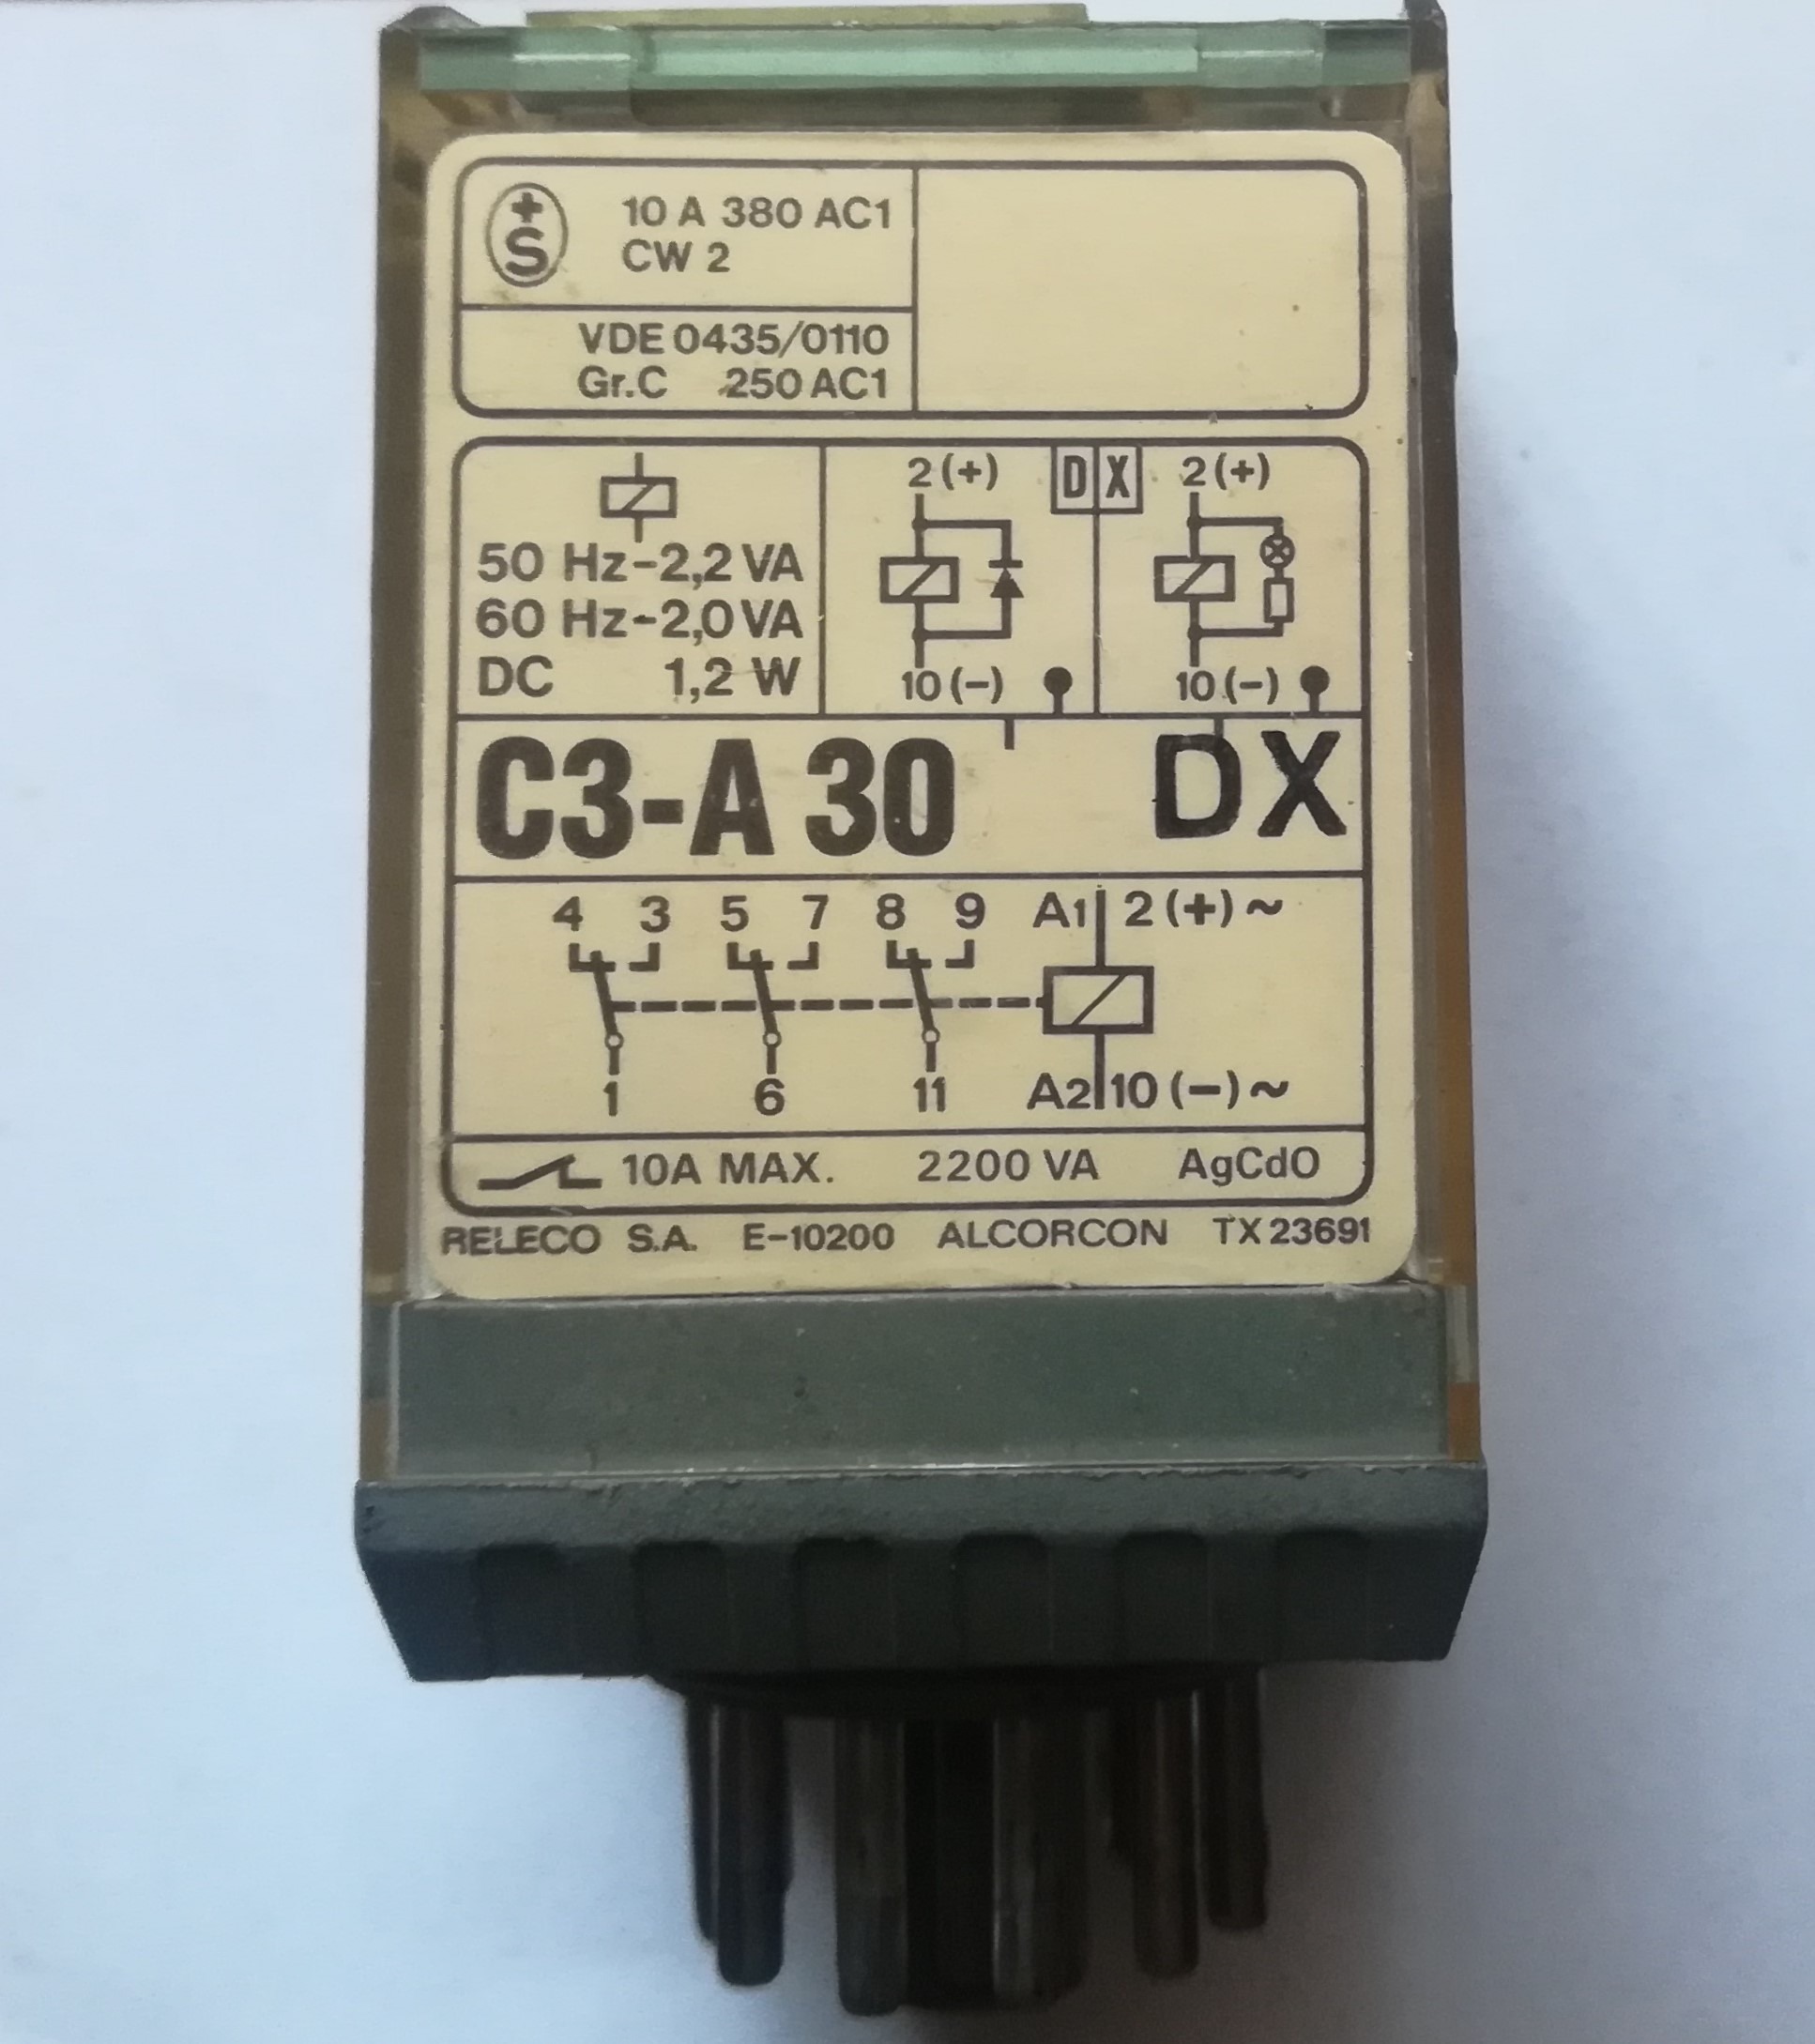 +
S
10 A 380 AC1
CW 2
VDE 0435/0110
Gr.C 250 AC1
50 Hz-2,2 VA
60 Hz-2,0 VA
DC 1,2 W
2 (+)
D X
2 (+)
10 (-)
10 (-)
C3-A 30 DX
4 3 5 7 8 9 A1 2 (+) ~
1 6 11 A2 10 (-) ~
10A MAX. 2200 VA AgCdO
RELECO S.A. E-10200 ALCORCON TX 23691